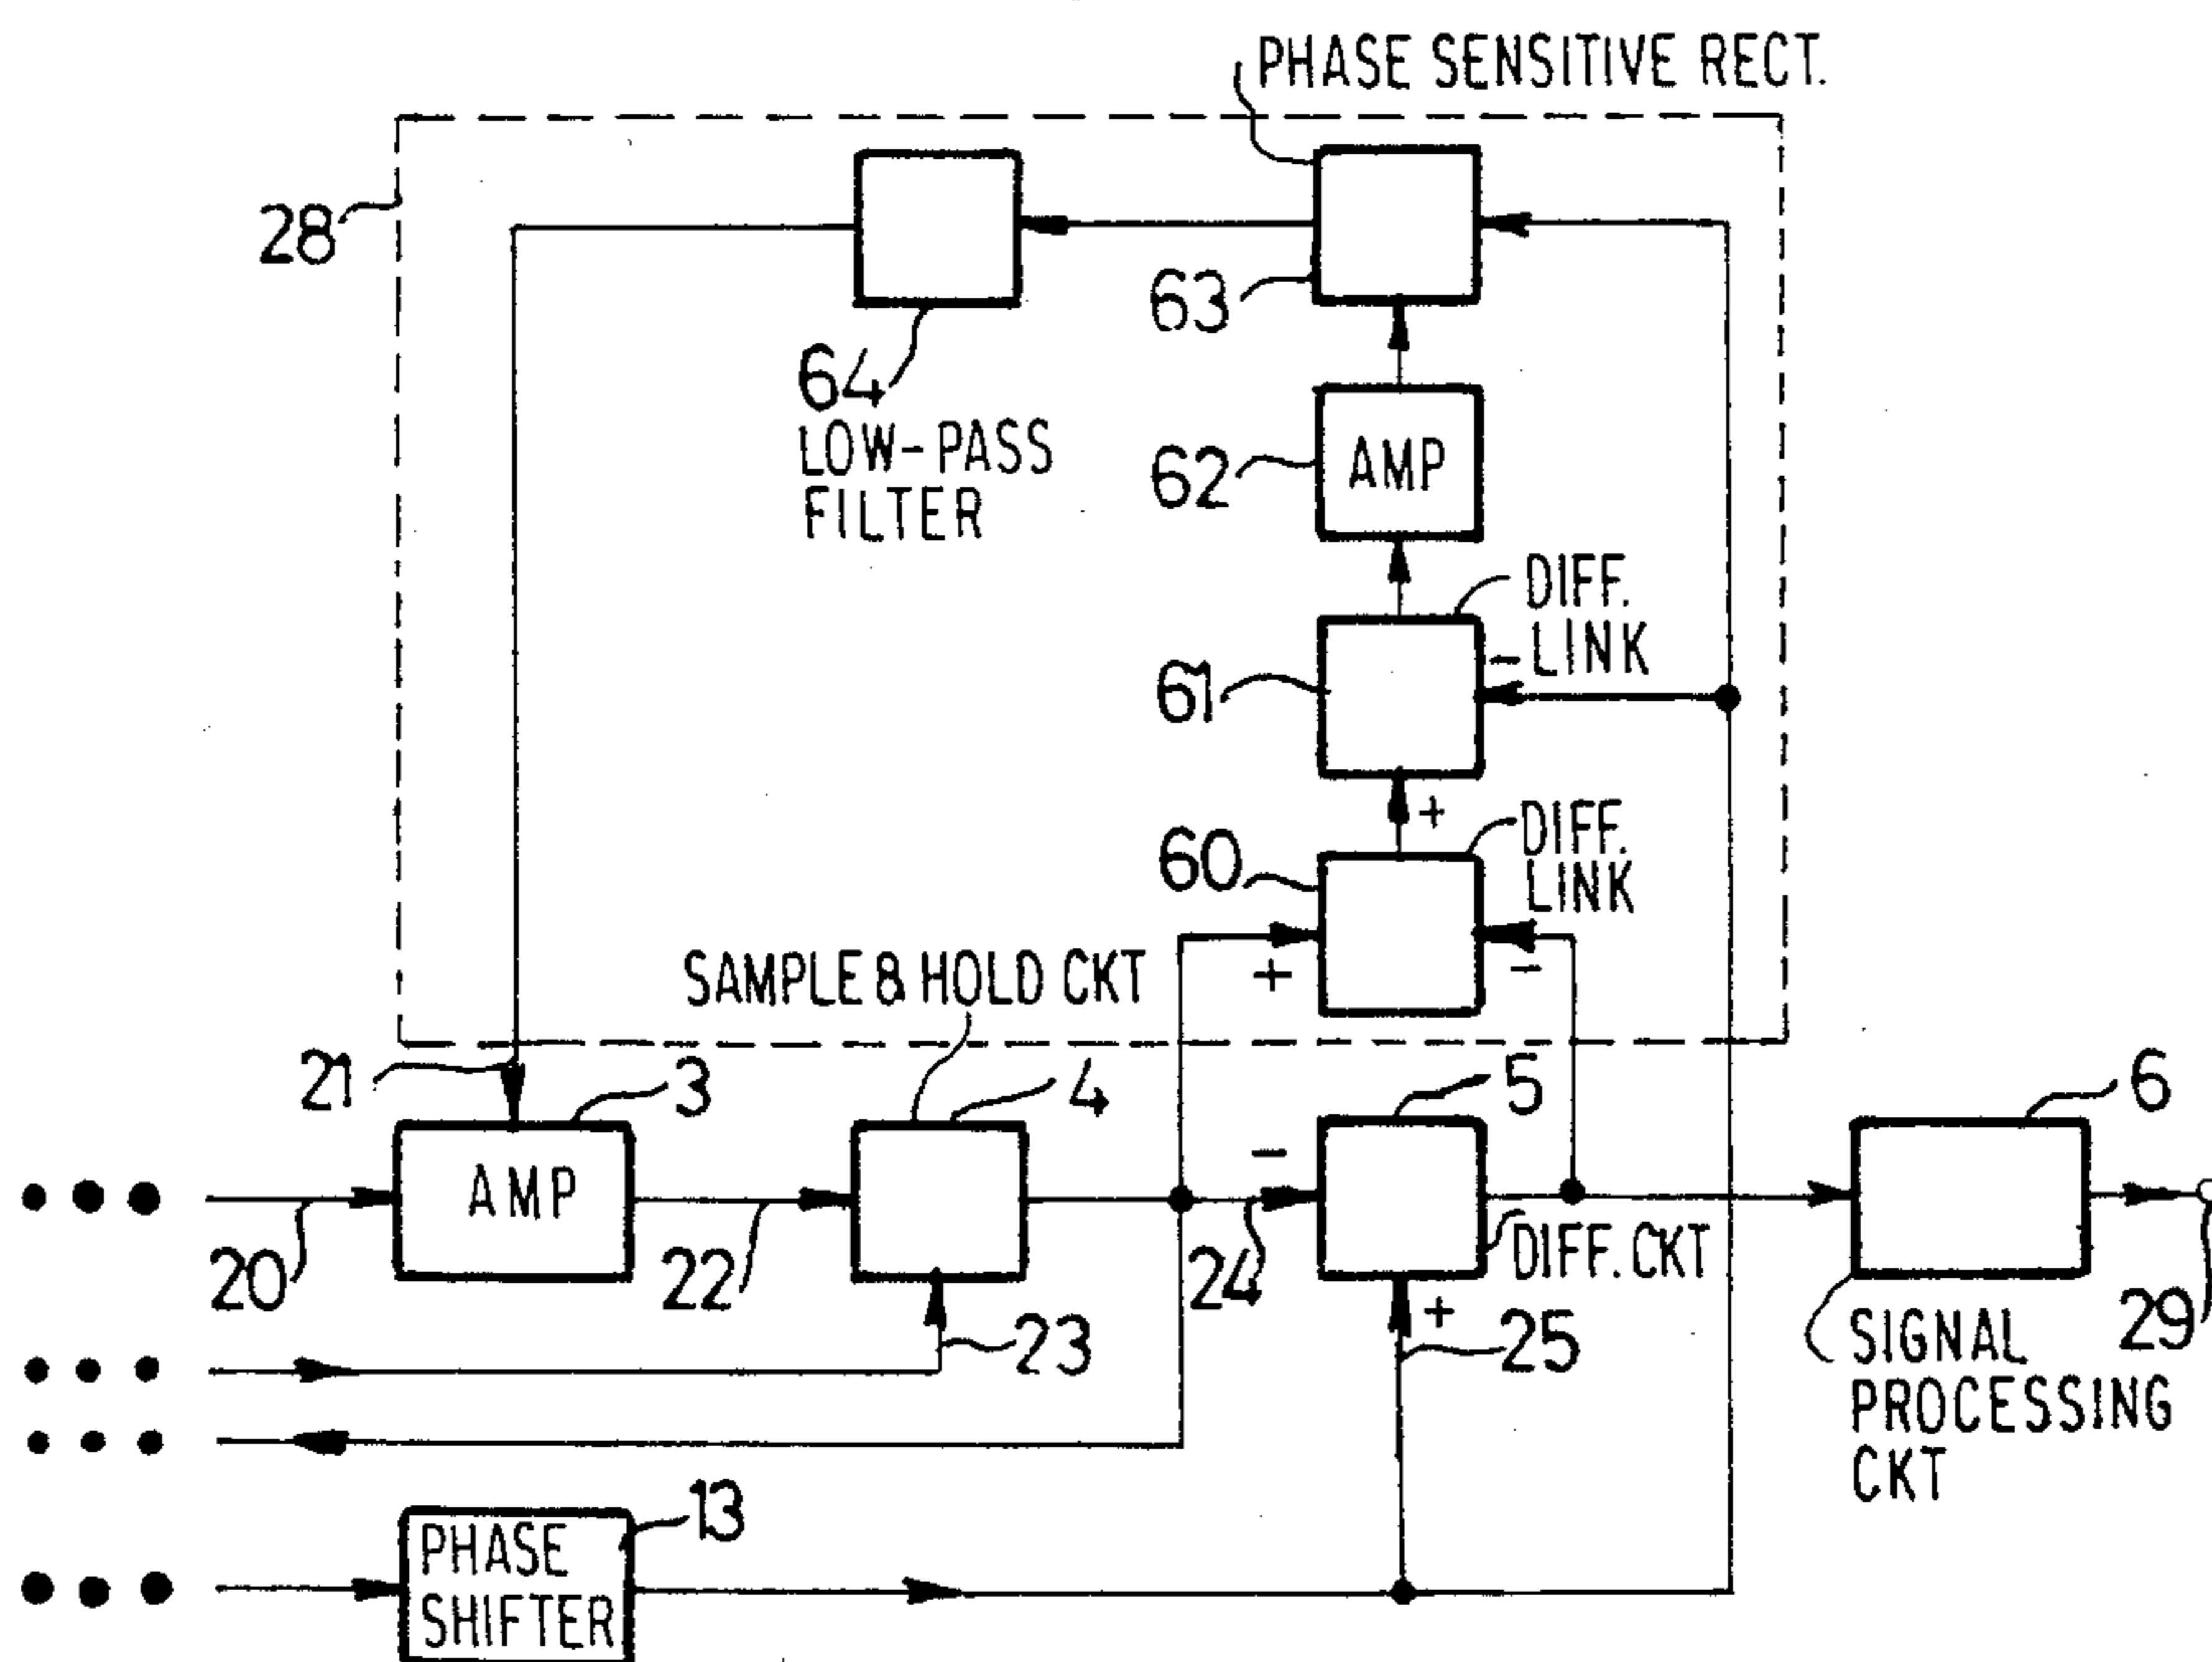 PHASE SENSITIVE RECT.
28
63
64
LOW-PASS
FILTER
62
AMP
DIFF.
LINK
-
61
+
DIFF.
LINK
60
+
-
SAMPLE & HOLD CKT
21
3
4
5
6
AMP
-
20
22
24
DIFF. CKT
29
23
+
25
SIGNAL
PROCESSING
CKT
13
PHASE
SHIFTER